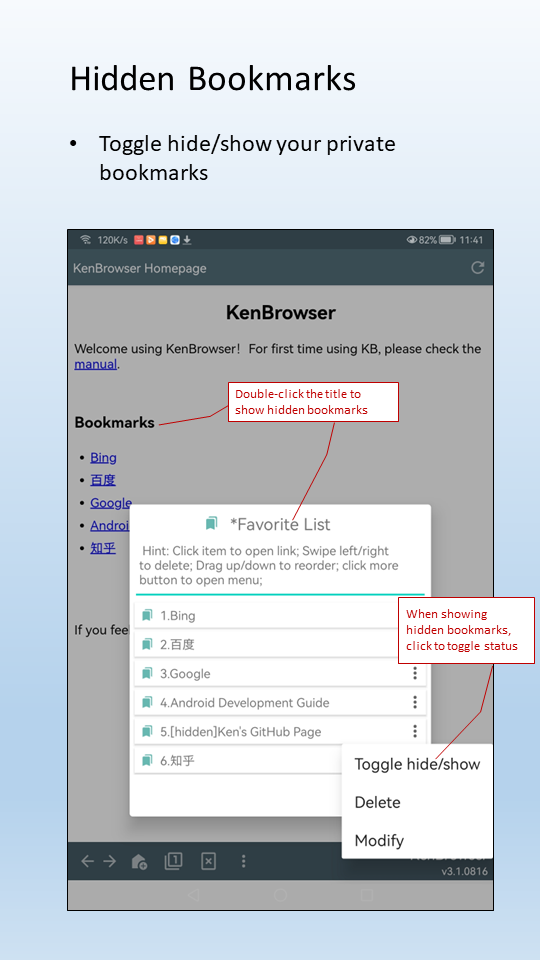 Hidden Bookmarks
• Toggle hide/show your private
bookmarks
120K/s
82%
11:41
KenBrowser Homepage
KenBrowser
Welcome using KenBrowser! For first time using KB, please check the
manual.
Double-click the title to
show hidden bookmarks
Bookmarks
• Bing
• 百度
• Google
• Androi
• 知乎
*Favorite List
Hint: Click item to open link; Swipe left/right
to delete; Drag up/down to reorder; click more
button to open menu;
1.Bing
2.百度
3.Google
4.Android Development Guide
5.[hidden]Ken's GitHub Page
6.知乎
If you feel
When showing
hidden bookmarks,
click to toggle status
Toggle hide/show
Delete
Modify
1
v3.1.0816